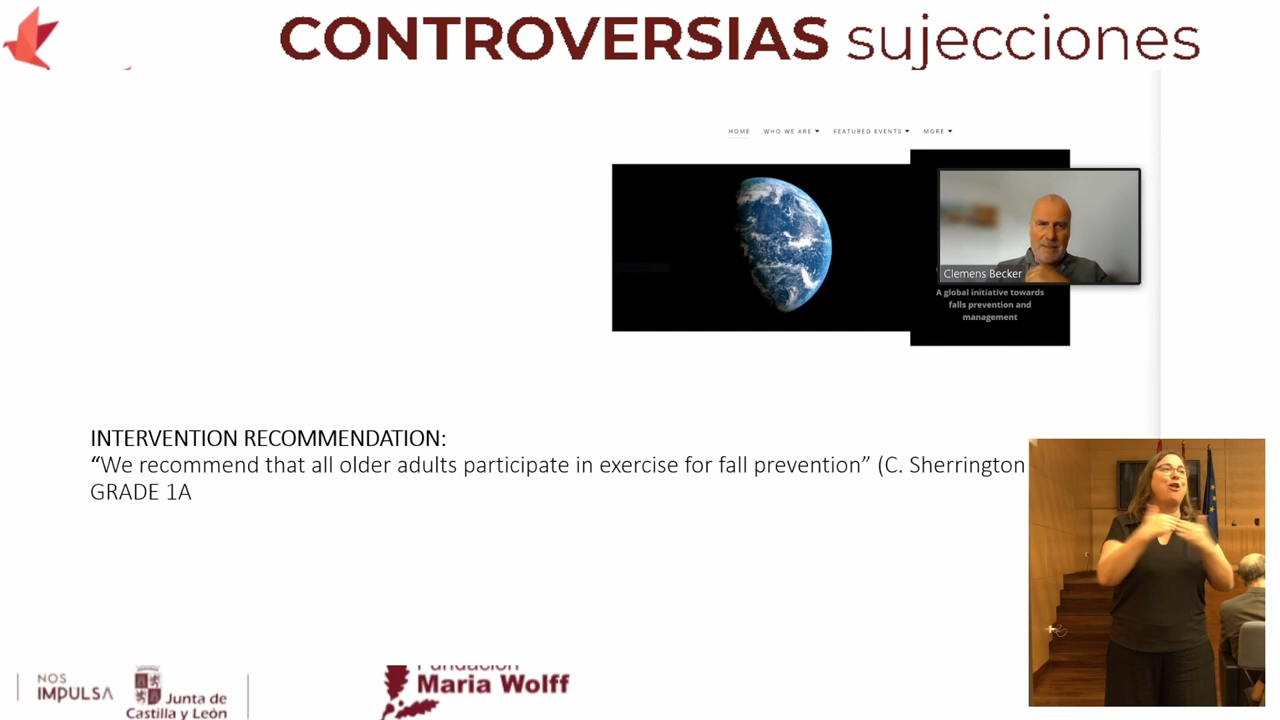 CONTROVERSIAS sujecciones
HOME WHO WE ARE FEATURED EVENTS MORE
Clemens Becker
A global initiative towards
falls prevention and
management
INTERVENTION RECOMMENDATION:
“We recommend that all older adults participate in exercise for fall prevention” (C. Sherrington
GRADE 1A
NOS
IMPULSA
Junta de
Castilla y León
Fundación
Maria Wolff